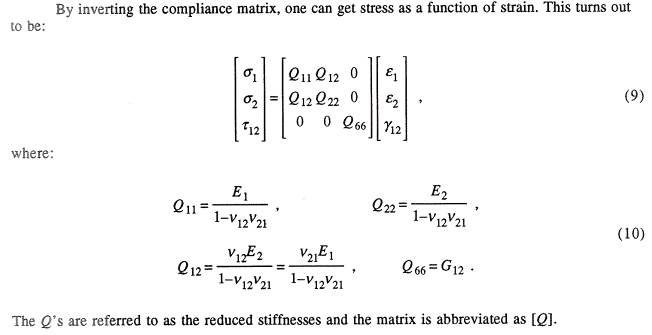 By inverting the compliance matrix, one can get stress as a function of strain. This turns out
to be:
[σ₁ σ₂ τ₁₂] = [Q₁₁ Q₁₂ 0; Q₁₂ Q₂₂ 0; 0 0 Q₆₆] [ε₁ ε₂ γ₁₂] , (9)
where:
Q₁₁ = E₁ / 1−ν₁₂ν₂₁ , Q₂₂ = E₂ / 1−ν₁₂ν₂₁ ,
(10)
Q₁₂ = ν₁₂E₂ / 1−ν₁₂ν₂₁ = ν₂₁E₁ / 1−ν₁₂ν₂₁ , Q₆₆ = G₁₂ .
The Q's are referred to as the reduced stiffnesses and the matrix is abbreviated as [Q].